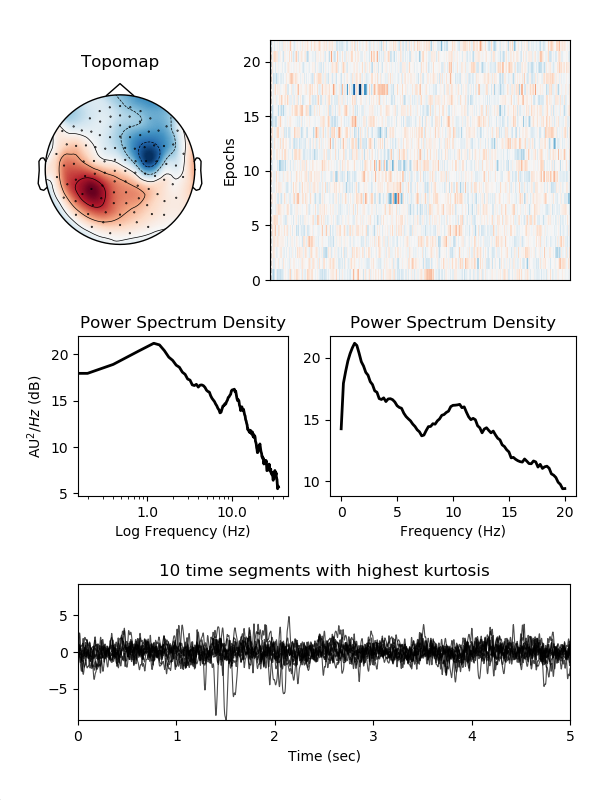 Topomap
Epochs
20
15
10
5
0
Power Spectrum Density
AU²/Hz (dB)
20
15
10
5
1.0 10.0
Log Frequency (Hz)
Power Spectrum Density
20
15
10
0 5 10 15 20
Frequency (Hz)
10 time segments with highest kurtosis
5
0
−5
0 1 2 3 4 5
Time (sec)